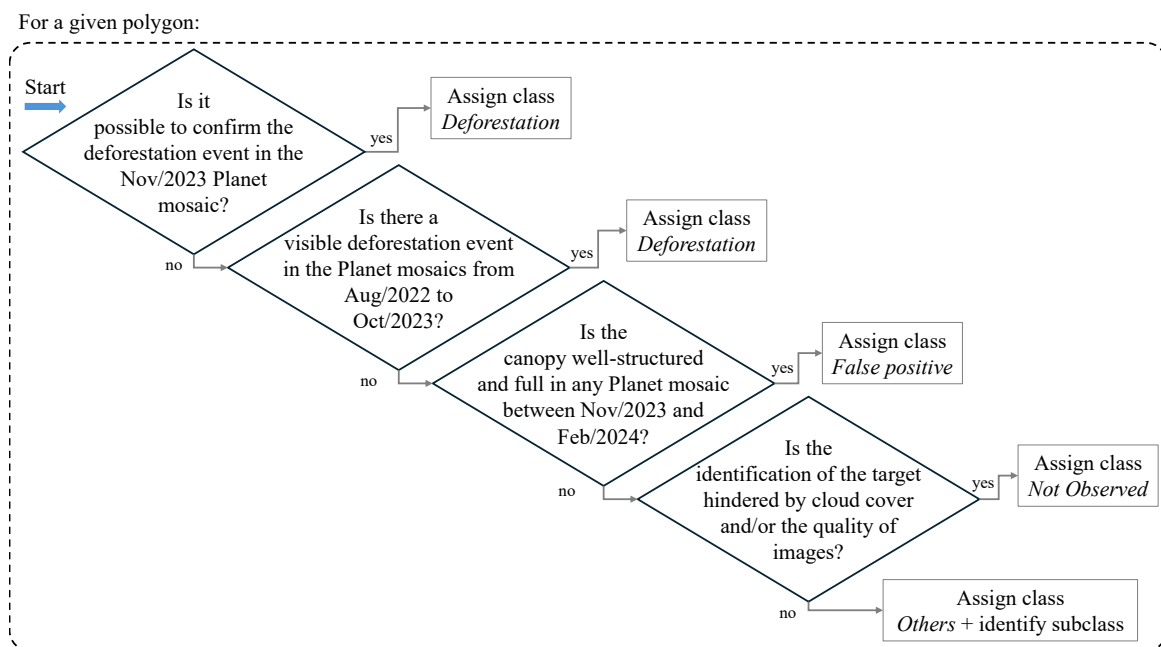 For a given polygon:
Start
Is it
possible to confirm the
deforestation event in the
Nov/2023 Planet
mosaic?
yes
Assign class
Deforestation
no
Is there a
visible deforestation event
in the Planet mosaics from
Aug/2022 to
Oct/2023?
yes
Assign class
Deforestation
no
Is the
canopy well-structured
and full in any Planet mosaic
between Nov/2023 and
Feb/2024?
yes
Assign class
False positive
no
Is the
identification of the target
hindered by cloud cover
and/or the quality of
images?
yes
Assign class
Not Observed
no
Assign class
Others + identify subclass